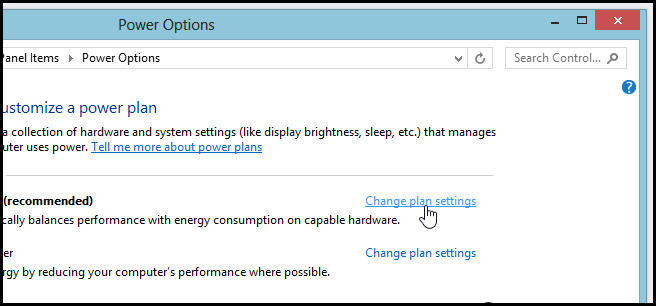 Power Options
Panel Items Power Options Search Control...
ustomize a power plan
a collection of hardware and system settings (like display brightness, sleep, etc.) that manages
uter uses power. Tell me more about power plans
(recommended) Change plan settings
ically balances performance with energy consumption on capable hardware.
er Change plan settings
rgy by reducing your computer's performance where possible.